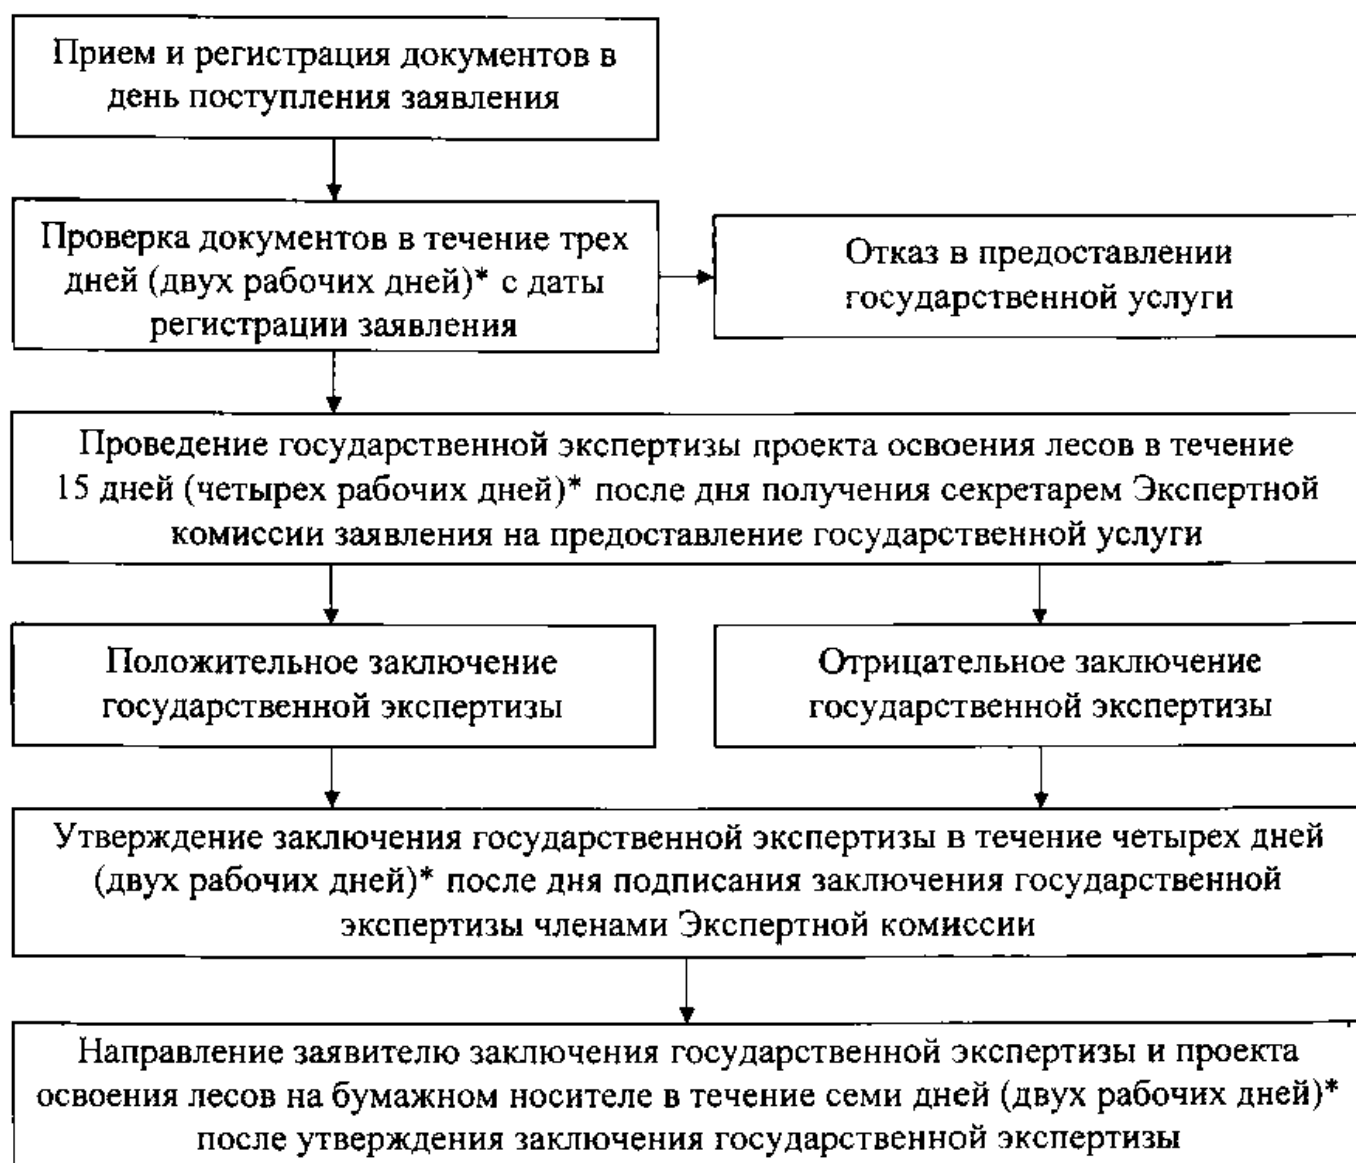 Прием и регистрация документов в
день поступления заявления
Проверка документов в течение трех
дней (двух рабочих дней)* с даты
регистрации заявления
Отказ в предоставлении
государственной услуги
Проведение государственной экспертизы проекта освоения лесов в течение
15 дней (четырех рабочих дней)* после дня получения секретарем Экспертной
комиссии заявления на предоставление государственной услуги
Положительное заключение
государственной экспертизы
Отрицательное заключение
государственной экспертизы
Утверждение заключения государственной экспертизы в течение четырех дней
(двух рабочих дней)* после дня подписания заключения государственной
экспертизы членами Экспертной комиссии
Направление заявителю заключения государственной экспертизы и проекта
освоения лесов на бумажном носителе в течение семи дней (двух рабочих дней)*
после утверждения заключения государственной экспертизы